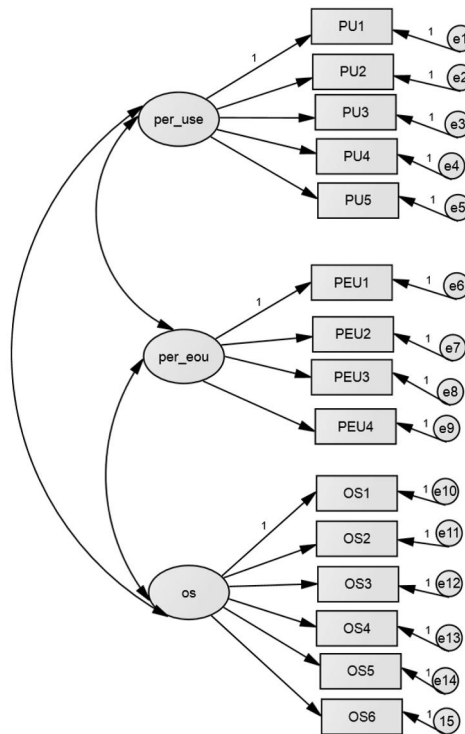 PU1
1
1
e1
PU2
1
e2
per_use
PU3
1
e3
PU4
1
e4
PU5
1
e5
PEU1
1
1
e6
PEU2
1
e7
per_eou
PEU3
1
e8
PEU4
1
e9
OS1
1
1
e10
OS2
1
e11
os
OS3
1
e12
OS4
1
e13
OS5
1
e14
OS6
1
15